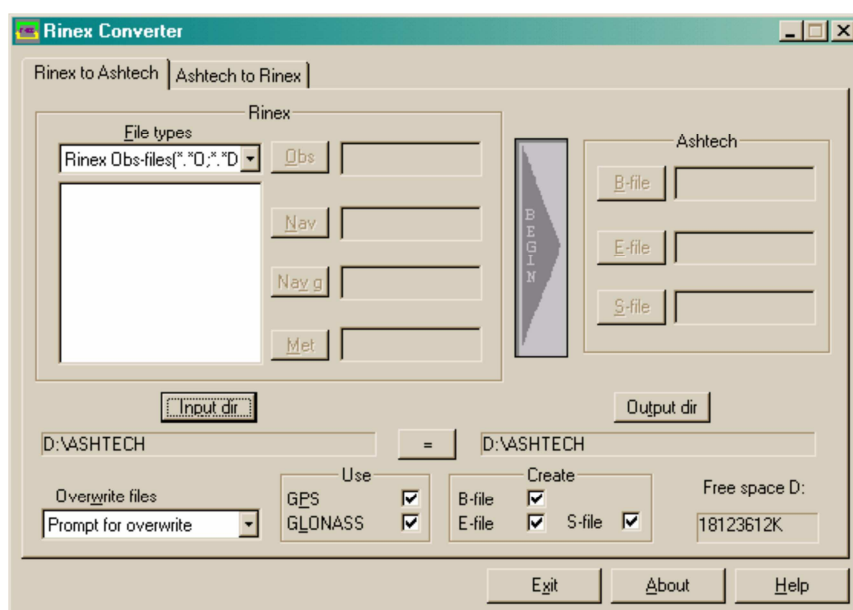 Rinex Converter
Rinex to Ashtech
Ashtech to Rinex
Rinex
File types
Rinex Obs-files(*.*O;*.*D
Obs
Nav
Nav g
Met
BEGIN
Ashtech
B-file
E-file
S-file
Input dir
Output dir
D:\ASHTECH
=
D:\ASHTECH
Overwrite files
Prompt for overwrite
Use
GPS
GLONASS
Create
B-file
E-file
S-file
Free space D:
18123612K
Exit
About
Help